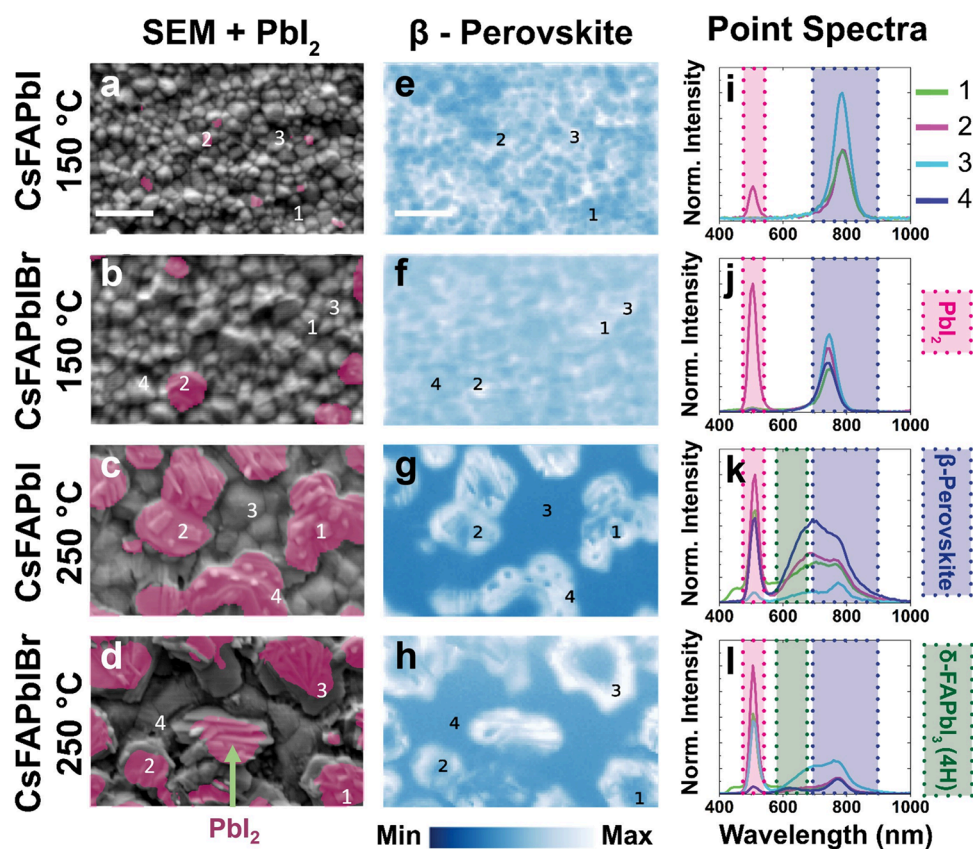 SEM + PbI₂
β - Perovskite
Point Spectra
CsFAPbI
150 °C
a
2
3
1
e
2
3
1
i
Norm. Intensity
400 600 800 1000
1
2
3
4
CsFAPbIBr
150 °C
b
3
1
4
2
f
3
1
4
2
j
Norm. Intensity
400 600 800 1000
PbI₂
CsFAPbI
250 °C
c
3
2
1
4
g
3
2
1
4
k
Norm. Intensity
400 600 800 1000
β-Perovskite
CsFAPbIBr
250 °C
d
3
4
2
1
PbI₂
h
3
4
2
1
l
Norm. Intensity
400 600 800 1000
Wavelength (nm)
δ-FAPbI₃ (4H)
Min
Max